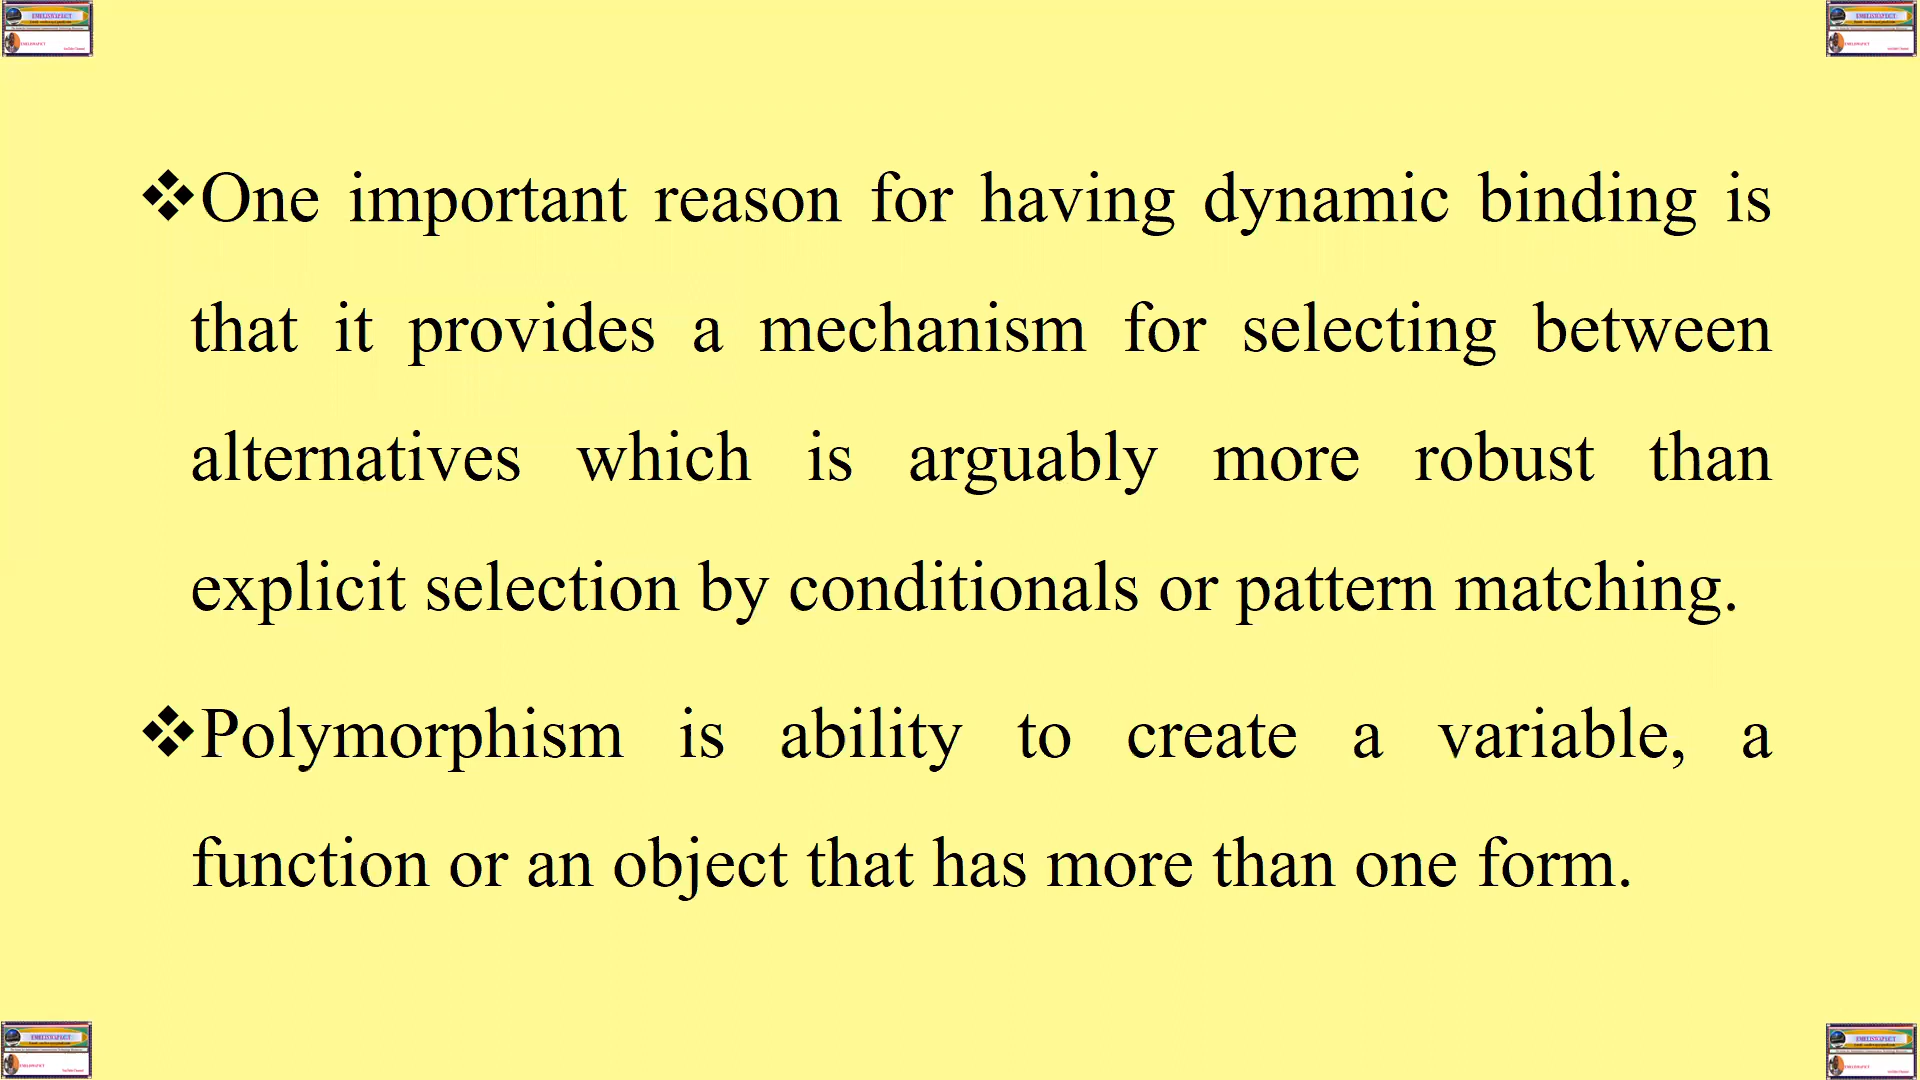 ❖One important reason for having dynamic binding is
that it provides a mechanism for selecting between
alternatives which is arguably more robust than
explicit selection by conditionals or pattern matching.
❖Polymorphism is ability to create a variable, a
function or an object that has more than one form.